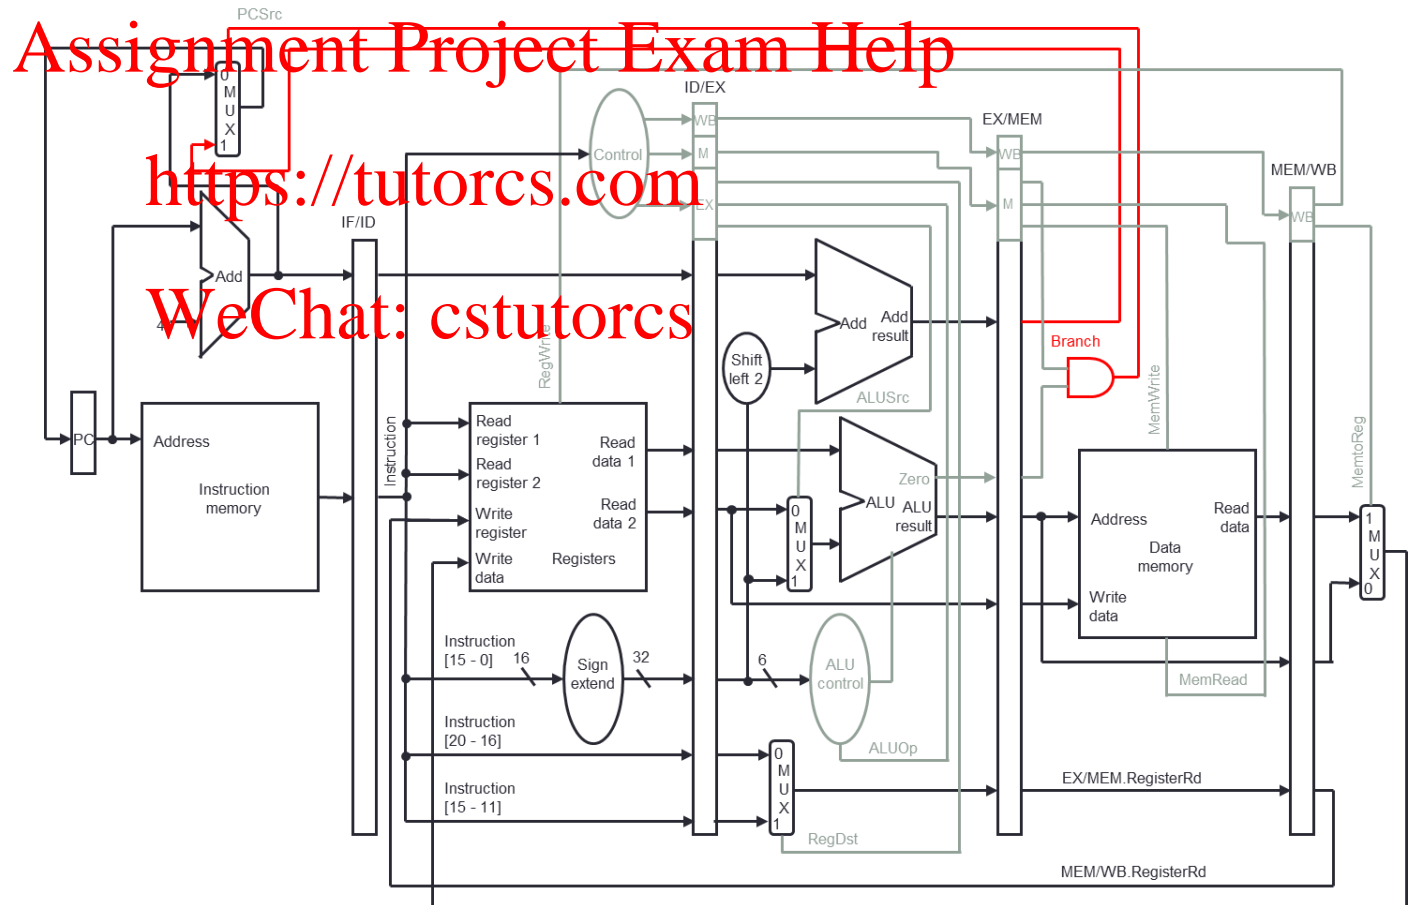 PCSrc
Assignment Project Exam Help
0
M
U
X
1
ID/EX
WB
Control
M
EX
EX/MEM
WB
M
MEM/WB
WB
https://tutorcs.com
IF/ID
Add
WeChat: cstutorcs
4
RegWrite
Add
Add
result
Shift
left 2
Branch
ALUSrc
MemWrite
MemtoReg
PC
Address
Instruction
memory
Instruction
Read
register 1
Read
register 2
Write
register
Write
data
Read
data 1
Read
data 2
Registers
0
M
U
X
1
Zero
ALU
ALU
result
Address
Read
data
Data
memory
Write
data
1
M
U
X
0
Instruction
[15 - 0]
16
Sign
extend
32
6
ALU
control
MemRead
Instruction
[20 - 16]
ALUOp
0
M
U
X
1
Instruction
[15 - 11]
EX/MEM.RegisterRd
RegDst
MEM/WB.RegisterRd